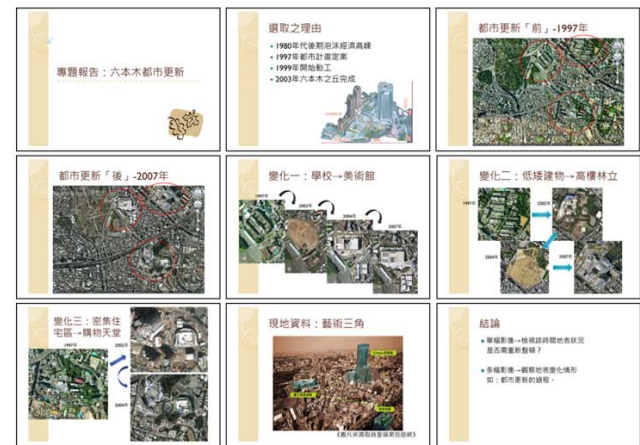 專題報告：六本木都市更新
選取之理由
• 1980年代後期泡沫經濟高峰
• 1997年都市計畫定案
• 1999年開始動工
• 2003年六本木之丘完成
都市更新「前」-1997年
都市更新「後」-2007年
變化一：學校→美術館
1997年
2002年
2004年
2007年
變化二：低矮建物→高樓林立
1997年
2002年
2004年
2007年
變化三：密集住
宅區→購物天堂
1997年
2002年
2004年
現地資料：藝術三角
《圖片來源取自蘋果旅遊網》
結論
• 單幅影像→檢視該時間地表狀況
是否需重新整頓？
• 多幅影像→觀察地表變化情形
如：都市更新的過程。